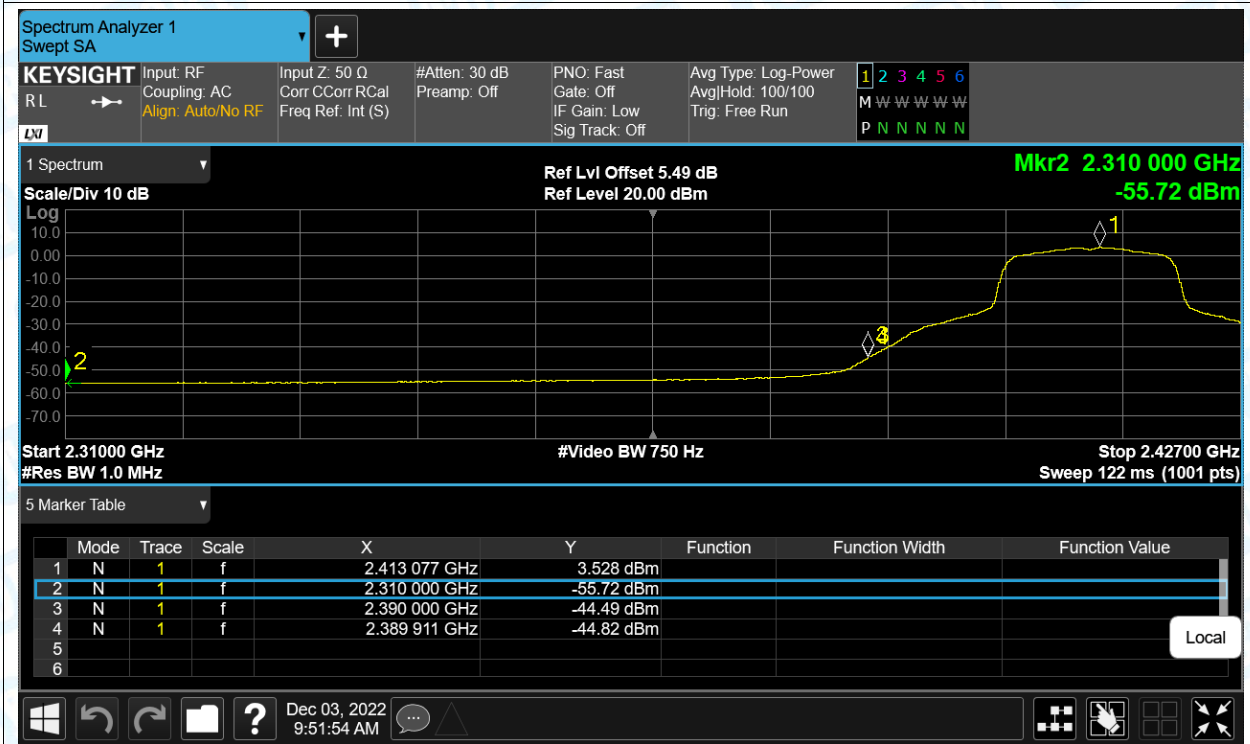 Spectrum Analyzer 1
Swept SA
+
KEYSIGHT Input: RF Input Z: 50 Ω #Atten: 30 dB PNO: Fast Avg Type: Log-Power 1 2 3 4 5 6
R L Coupling: AC Corr CCorr RCal Preamp: Off Gate: Off Avg|Hold: 100/100 M W W W W W
Align: Auto/No RF Freq Ref: Int (S) IF Gain: Low Trig: Free Run
LXI Sig Track: Off P N N N N N
1 Spectrum Ref Lvl Offset 5.49 dB Mkr2 2.310 000 GHz
Scale/Div 10 dB Ref Level 20.00 dBm -55.72 dBm
Log
10.0 1
0.00
-10.0
-20.0
-30.0
-40.0 3
-50.0 2
-60.0
-70.0
Start 2.31000 GHz #Video BW 750 Hz Stop 2.42700 GHz
#Res BW 1.0 MHz Sweep 122 ms (1001 pts)
5 Marker Table
Mode Trace Scale X Y Function Function Width Function Value
1 N 1 f 2.413 077 GHz 3.528 dBm
2 N 1 f 2.310 000 GHz -55.72 dBm
3 N 1 f 2.390 000 GHz -44.49 dBm
4 N 1 f 2.389 911 GHz -44.82 dBm
5
6
Local
? Dec 03, 2022
9:51:54 AM